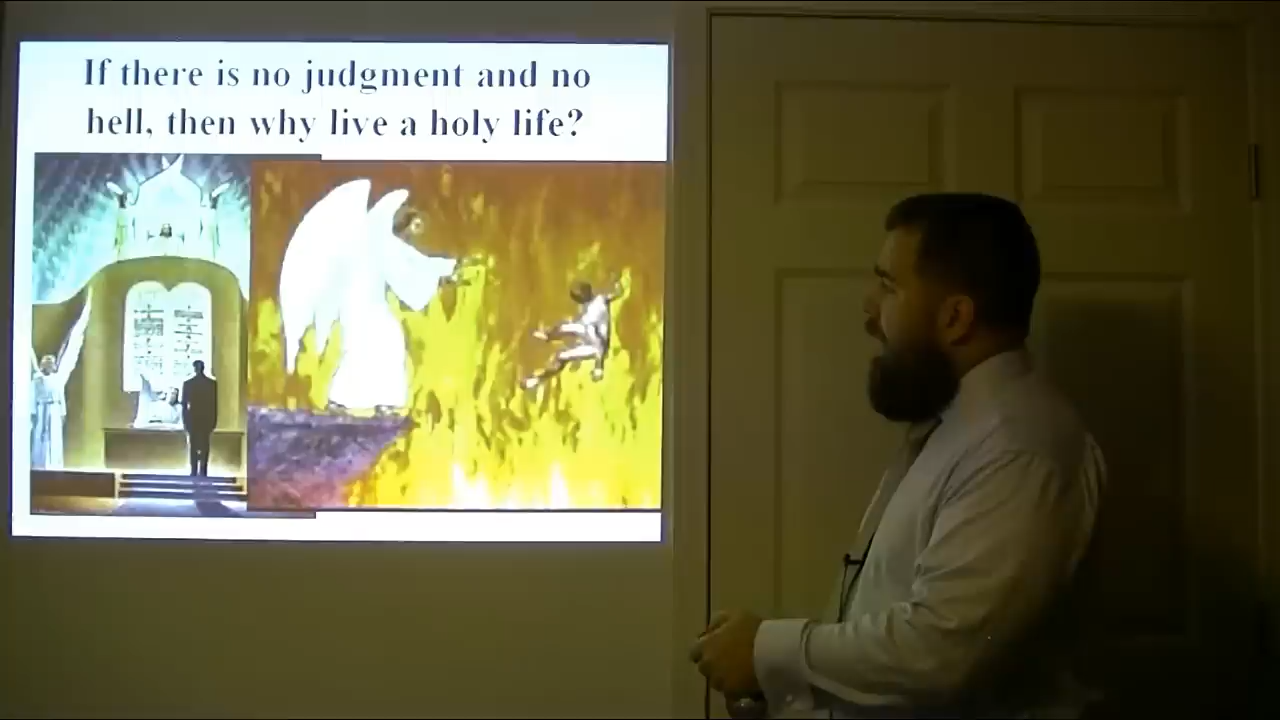 If there is no judgment and no
hell, then why live a holy life?